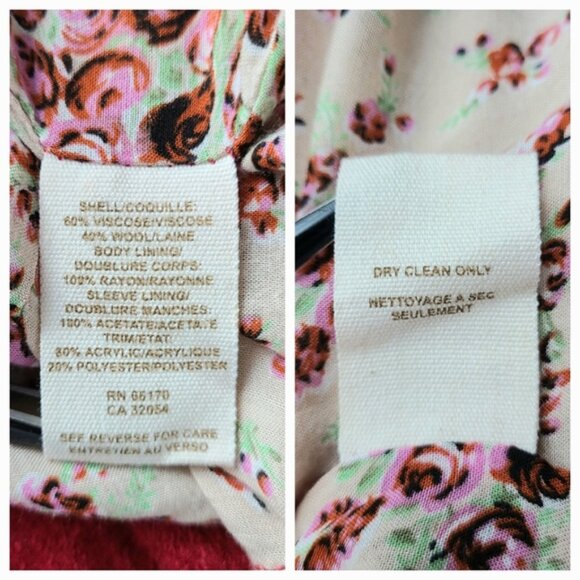 SHELL/COQUILLE:
60% VISCOSE/VISCOSE
40% WOOL/LAINE
BODY LINING/
DOUBLURE CORPS:
100% RAYON/RAYONNE
SLEEVE LINING/
DOUBLURE MANCHES:
100% ACETATE/ACETATE
TRIM/ETAT:
80% ACRYLIC/ACRYLIQUE
20% POLYESTER/POLYESTER
RN 66170
CA 32054
SEE REVERSE FOR CARE
ENTRETIEN AU VERSO
DRY CLEAN ONLY
NETTOYAGE A SEC
SEULEMENT